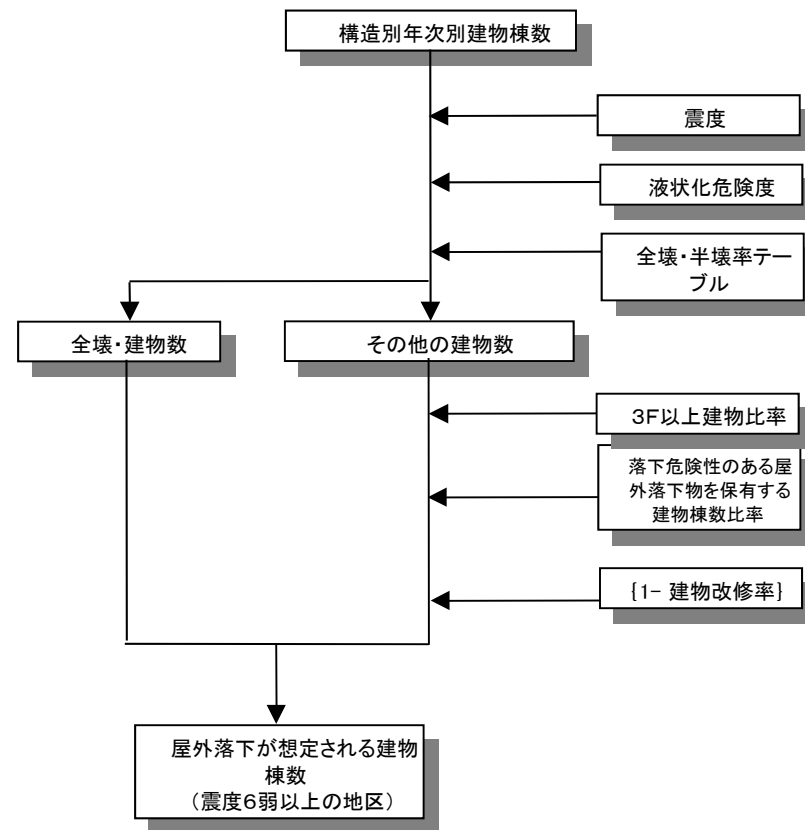 構造別年次別建物棟数
震度
液状化危険度
全壊・半壊率テー
ブル
全壊・建物数
その他の建物数
3F以上建物比率
落下危険性のある屋
外落下物を保有する
建物棟数比率
{1- 建物改修率}
屋外落下が想定される建物
棟数
（震度6弱以上の地区）